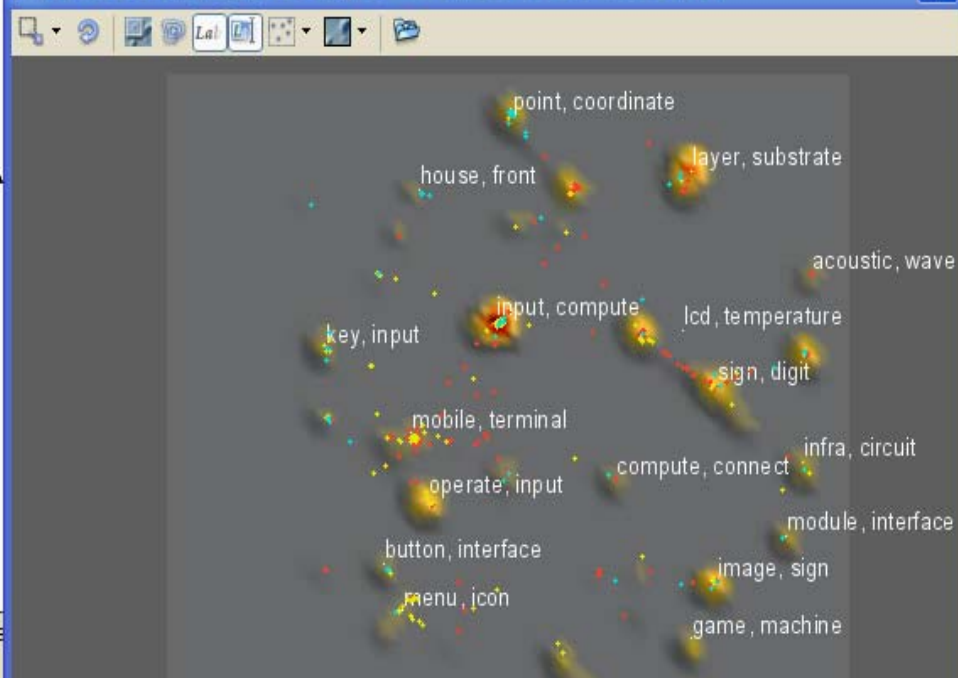 Lab
point, coordinate
layer, substrate
house, front
acoustic, wave
input, compute
lcd, temperature
key, input
sign, digit
mobile, terminal
infra, circuit
compute, connect
operate, input
module, interface
button, interface
image, sign
menu, icon
game, machine